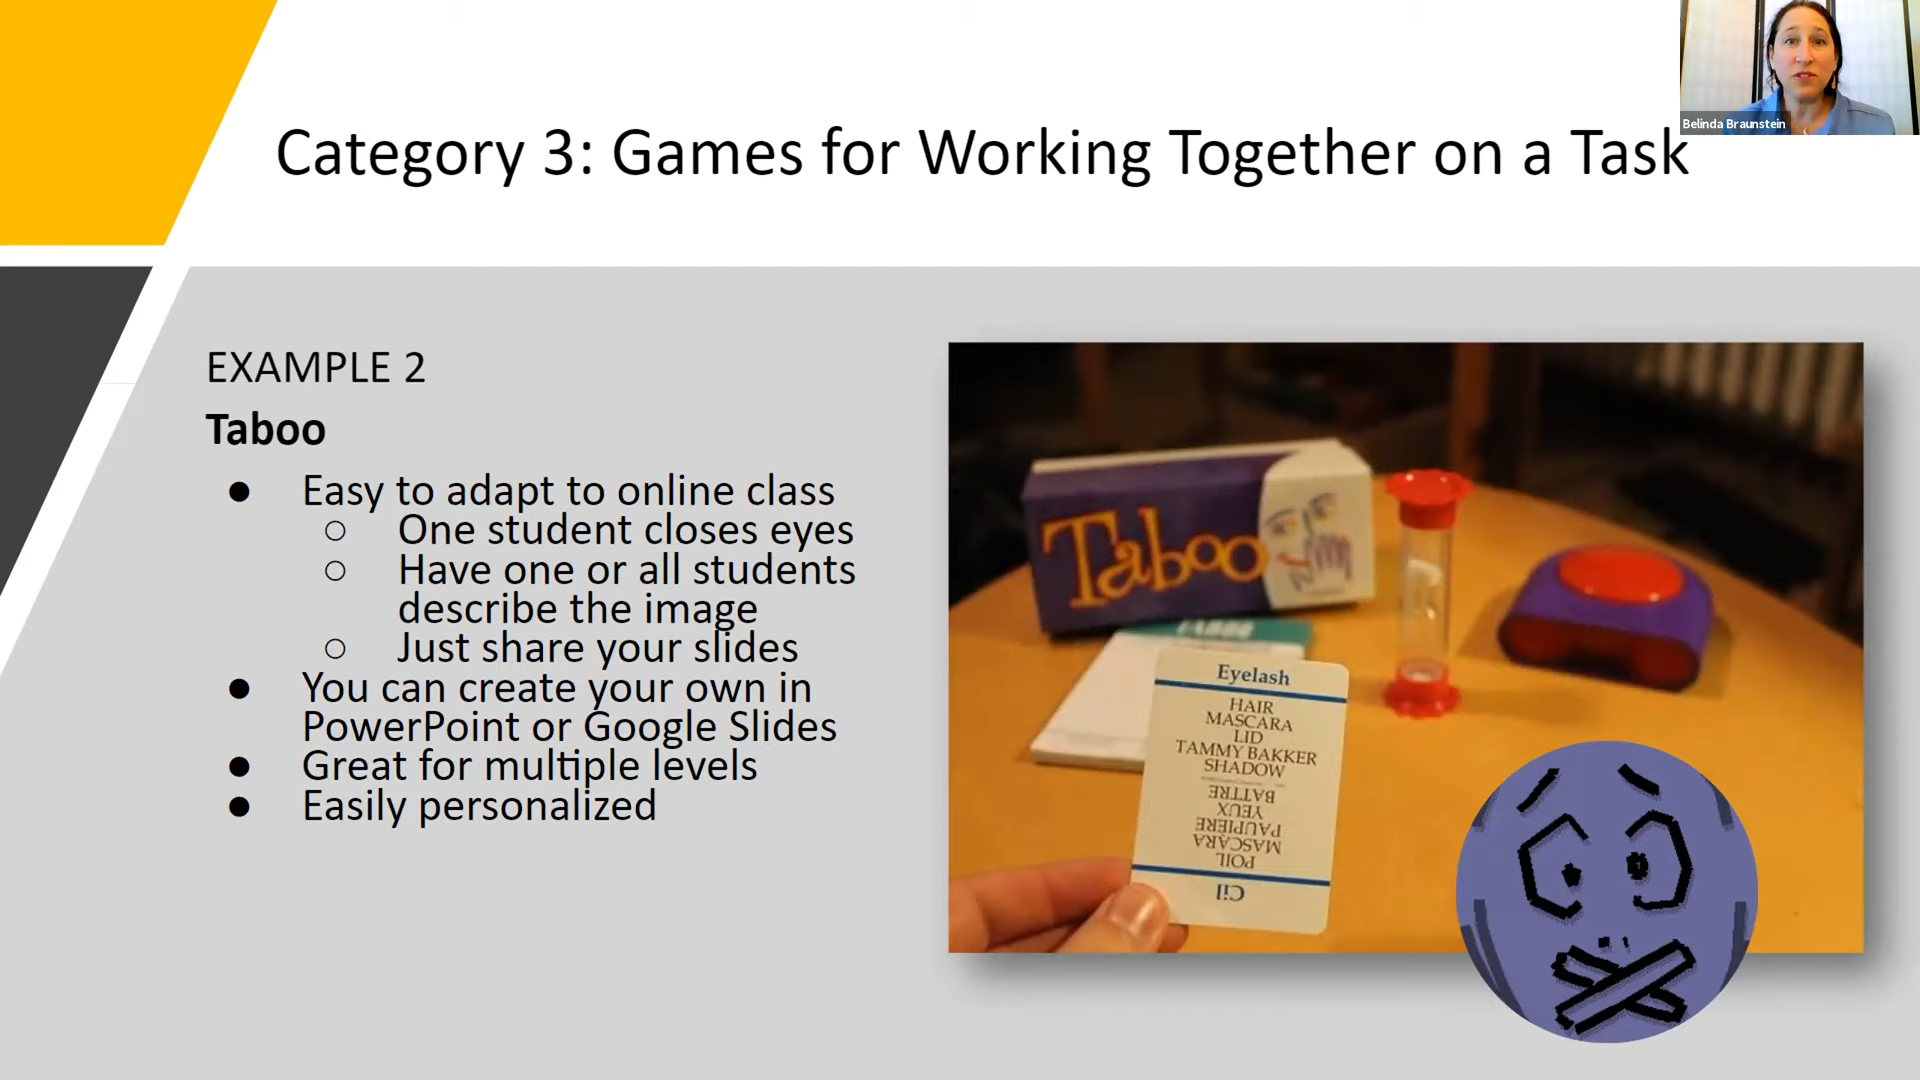 Belinda Braunstein
Category 3: Games for Working Together on a Task
EXAMPLE 2
Taboo
● Easy to adapt to online class
○ One student closes eyes
○ Have one or all students
describe the image
○ Just share your slides
● You can create your own in
PowerPoint or Google Slides
● Great for multiple levels
● Easily personalized
Taboo
TABOO
Eyelash
HAIR
MASCARA
LID
TAMMY BAKKER
SHADOW
BATTRE
YEUX
PAUPIERE
MASCARA
POIL
Cil